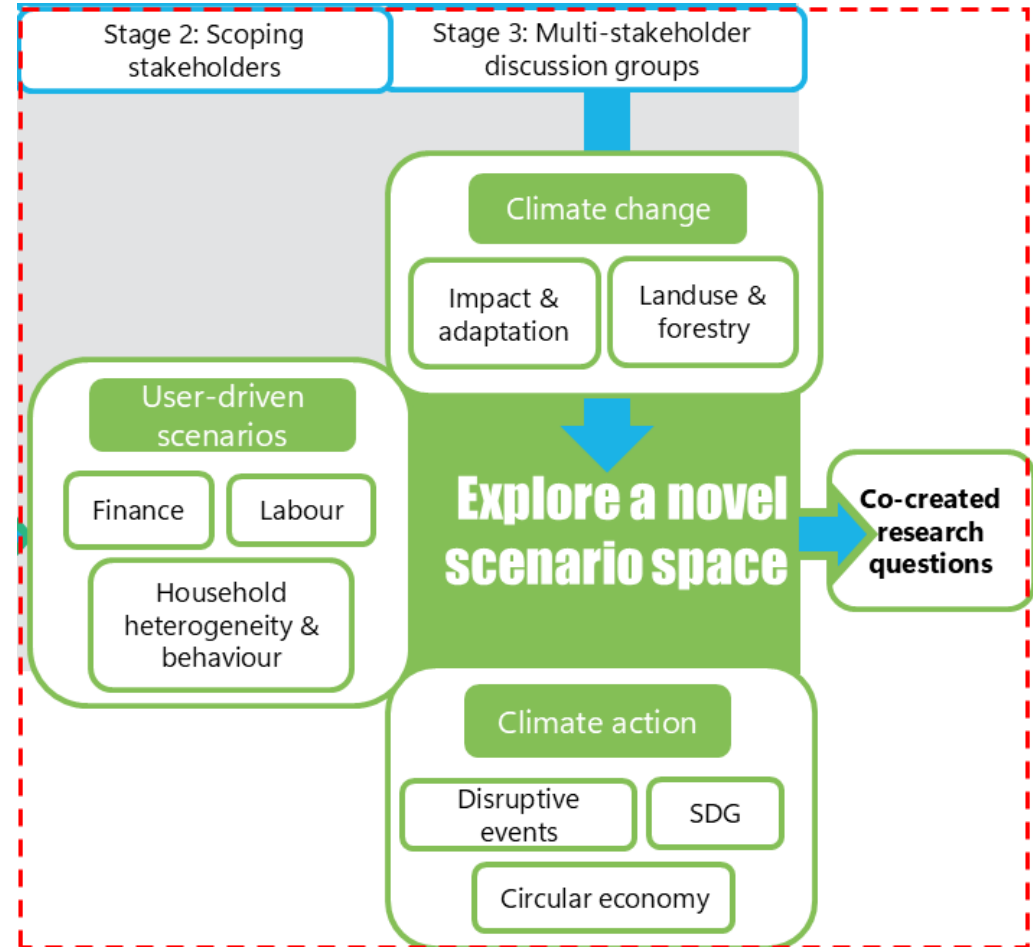 Stage 2: Scoping
stakeholders
Stage 3: Multi-stakeholder
discussion groups
Climate change
Impact &
adaptation
Landuse &
forestry
User-driven
scenarios
Finance
Labour
Household
heterogeneity &
behaviour
Explore a novel
scenario space
Co-created
research
questions
Climate action
Disruptive
events
SDG
Circular economy